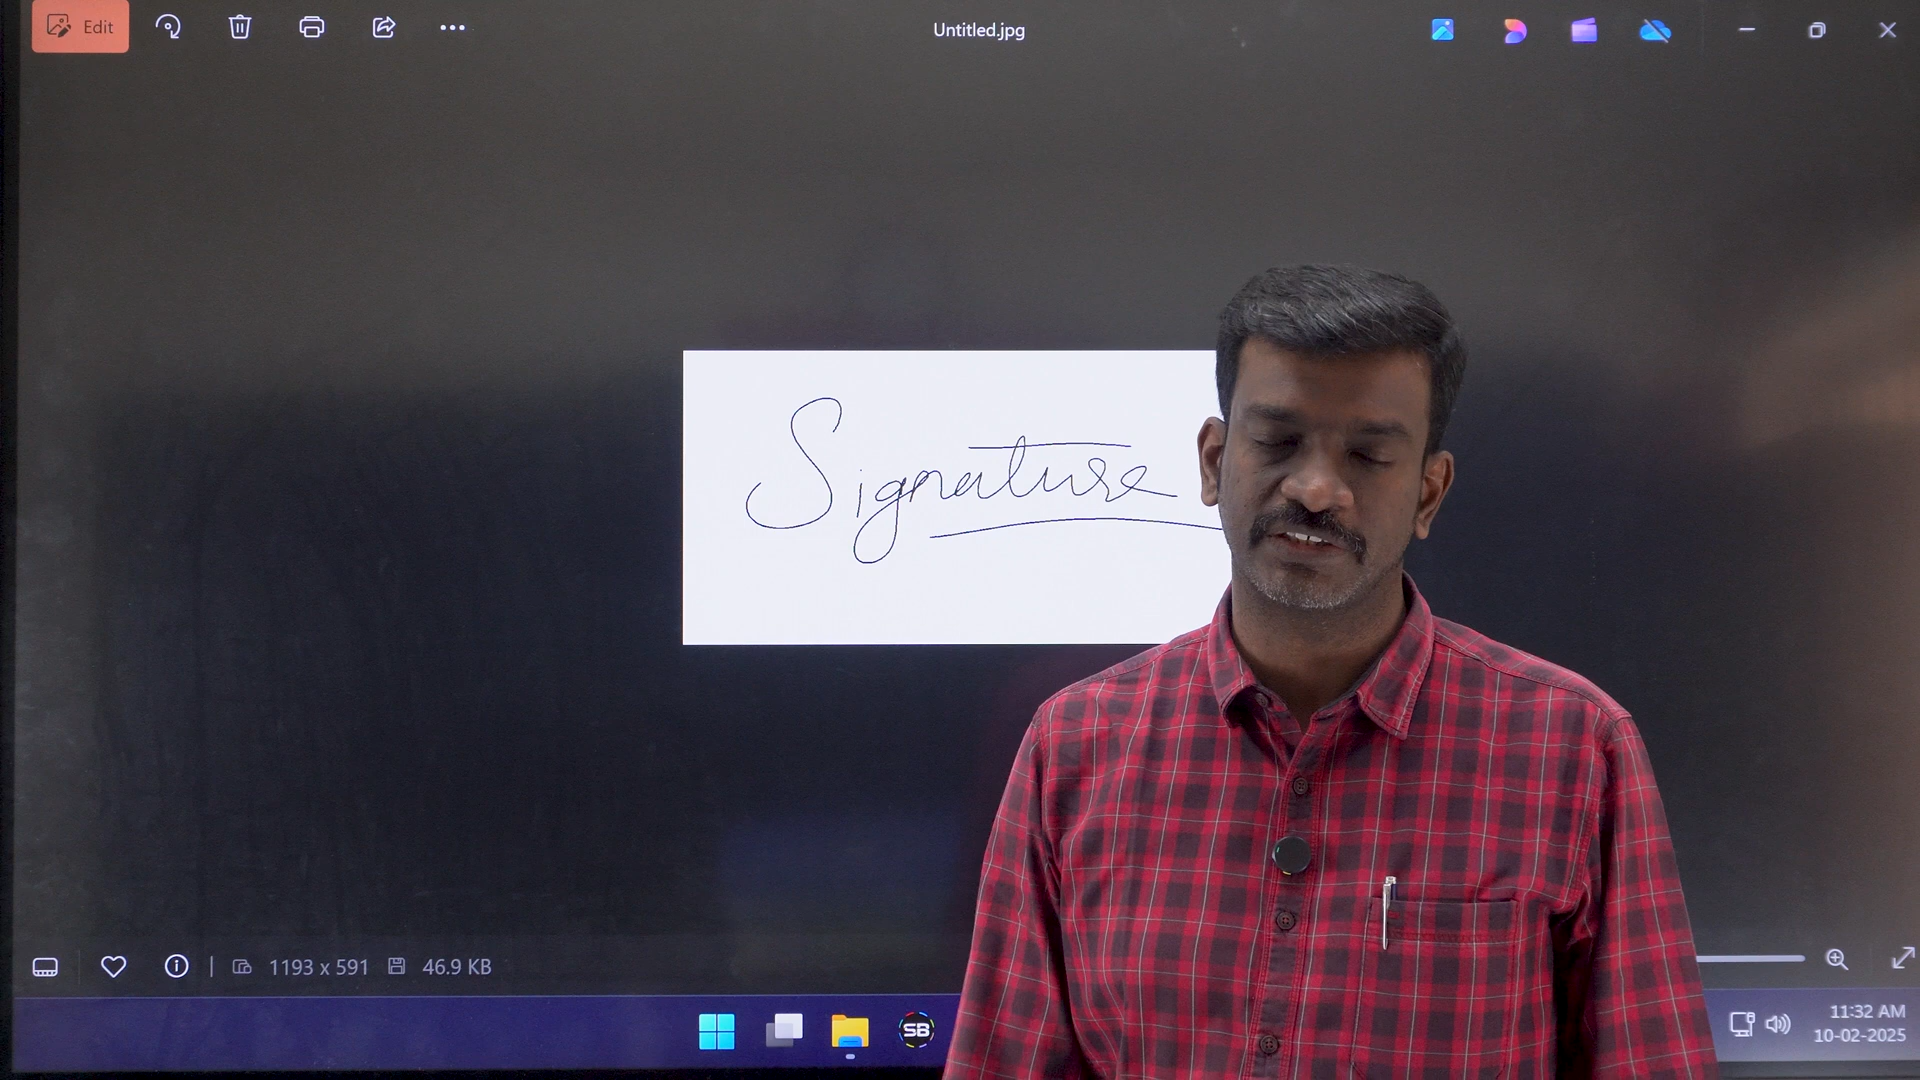 Edit
Untitled.jpg
Signature
1193 x 591
46.9 KB
SB
11:32 AM
10-02-2025